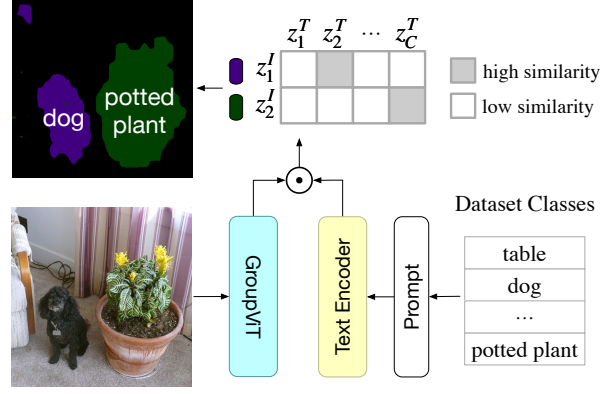 z_1^T z_2^T ⋯ z_C^T
z_1^I
z_2^I
high similarity
low similarity
dog
potted
plant
Dataset Classes
GroupViT
Text Encoder
Prompt
table
dog
⋯
potted plant